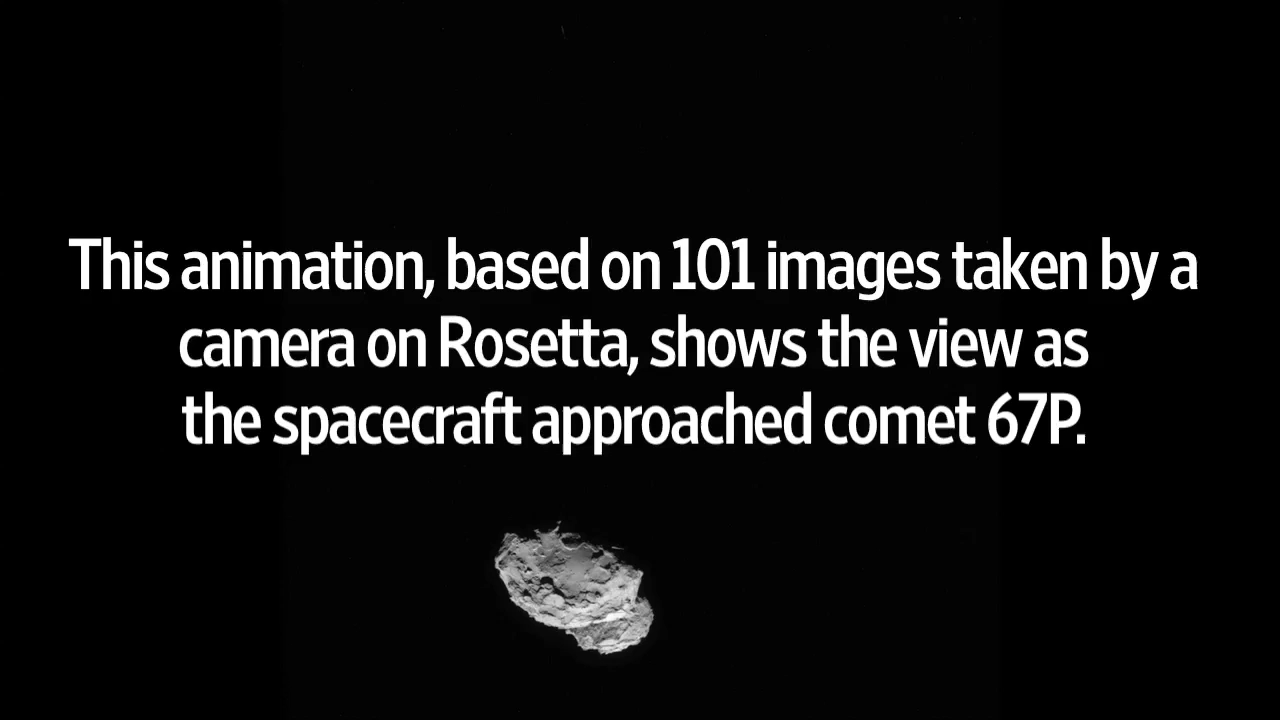 This animation, based on 101 images taken by a
camera on Rosetta, shows the view as
the spacecraft approached comet 67P.